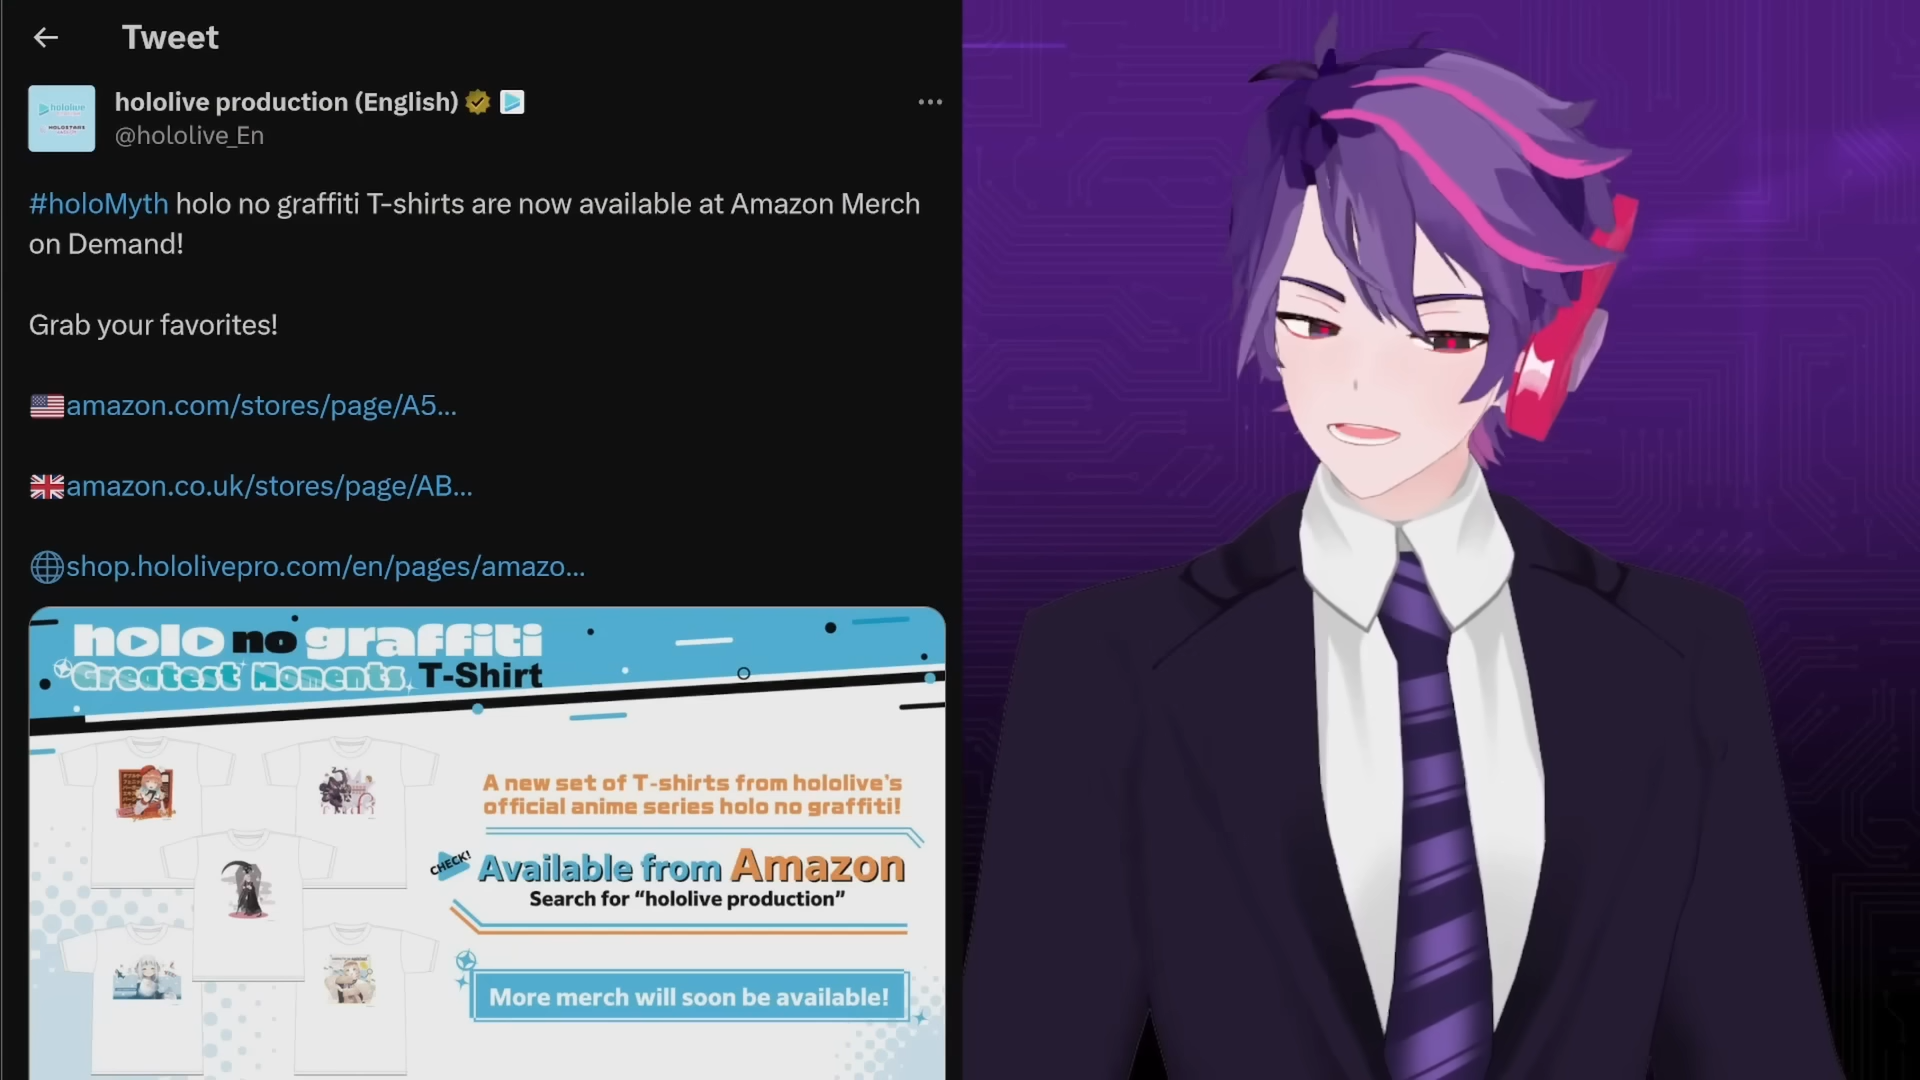 Tweet
hololive production (English)
@hololive_En
#holoMyth holo no graffiti T-shirts are now available at Amazon Merch
on Demand!
Grab your favorites!
amazon.com/stores/page/A5...
amazon.co.uk/stores/page/AB...
shop.hololivepro.com/en/pages/amazo...
holo no graffiti
Greatest Moments T-Shirt
A new set of T-shirts from hololive's
official anime series holo no graffiti!
CHECK!
Available from Amazon
Search for “hololive production”
More merch will soon be available!